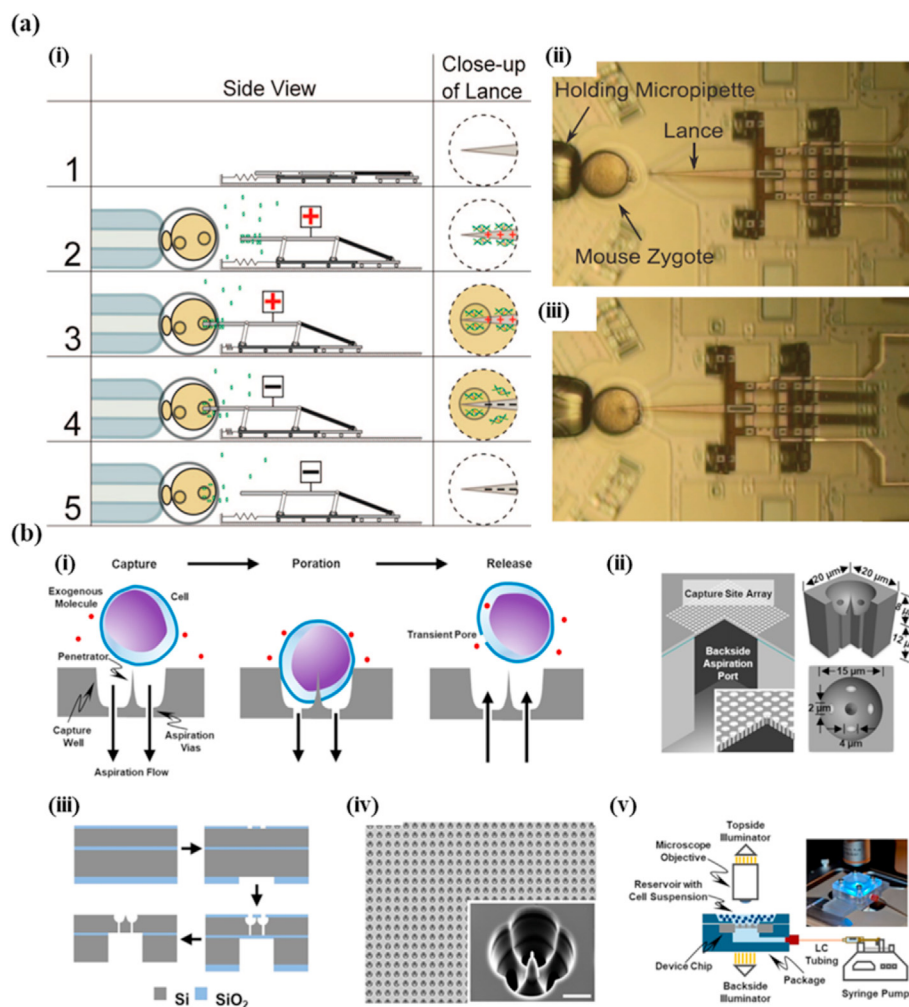 (a)
(i)
Side View
Close-up
of Lance
1
2
+
3
+
4
−
5
−
(ii)
Holding Micropipette
Lance
Mouse Zygote
(iii)
(b)
(i)
Capture
Poration
Release
Exogenous
Molecule
Cell
Penetrator
Transient Pore
Capture
Well
Aspiration
Vias
Aspiration Flow
(ii)
Capture Site Array
Backside
Aspiration
Port
20 µm
20 µm
12
15 µm
2 µm
4 µm
(iii)
Si
SiO₂
(iv)
(v)
Topside
Illuminator
Microscope
Objective
Reservoir with
Cell Suspension
LC
Tubing
Device Chip
Package
Backside
Illuminator
Syringe Pump